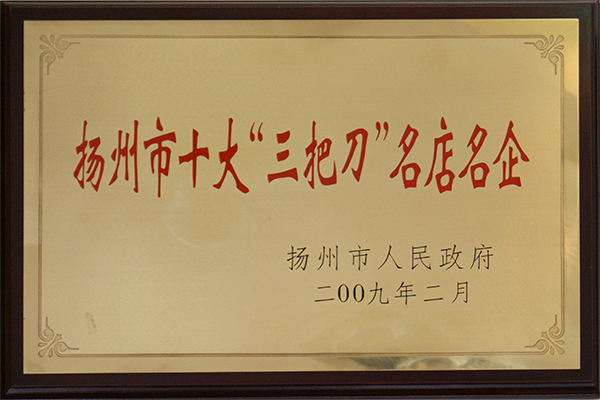 扬州市十大“三把刀”名店名企
扬州市人民政府
二00九年二月